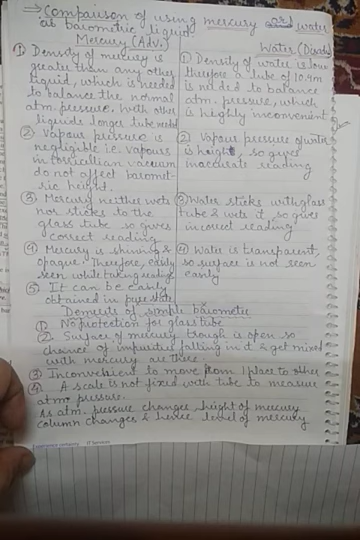 → Comparison of using mercury and water
as barometric liquid
Mercury (Adv.)
① Density of mercury is
greater than any other
liquid, which is needed
to balance the normal
atm. pressure. With other
liquids longer tube needed
② Vapour pressure is
negligible i.e. vapours
in torricellian vacuum
do not affect baromet-
ric height.
③ Mercury neither wets
nor sticks to the
glass tube so gives
correct reading
④ Mercury is shining &
opaque. Therefore, easily
seen while taking readings
⑤ It can be easily
obtained in pure state
Water (Disadv)
① Density of water is low
therefore a tube of 10.4m
is needed to balance
atm. pressure, which
is highly inconvenient
② Vapour pressure of water
is height, so gives
inaccurate reading
③ Water sticks with glass
tube & wets it, so gives
incorrect reading
④ Water is transparent,
so surface is not seen
easily
Demerits of simple barometer
① No protection for glass tube
② Surface of mercury trough is open so
chance of impurities falling in it & get mixed
with mercury are there.
③ Inconvenient to move from 1 place to other
④ A scale is not fixed with tube to measure
atm pressure.
As atm. pressure changes, height of mercury
column changes & hence level of mercury